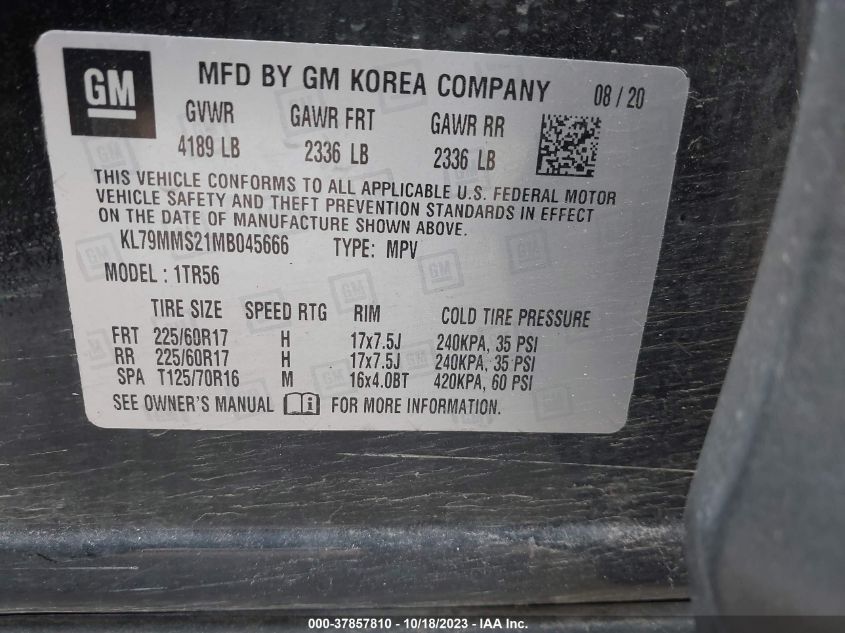 GM
MFD BY GM KOREA COMPANY 08 / 20
GVWR GAWR FRT GAWR RR
4189 LB 2336 LB 2336 LB
THIS VEHICLE CONFORMS TO ALL APPLICABLE U.S. FEDERAL MOTOR
VEHICLE SAFETY AND THEFT PREVENTION STANDARDS IN EFFECT
ON THE DATE OF MANUFACTURE SHOWN ABOVE.
KL79MMS21MB045666 TYPE: MPV
MODEL : 1TR56
TIRE SIZE SPEED RTG RIM COLD TIRE PRESSURE
FRT 225/60R17 H 17x7.5J 240KPA, 35 PSI
RR 225/60R17 H 17x7.5J 240KPA, 35 PSI
SPA T125/70R16 M 16x4.0BT 420KPA, 60 PSI
SEE OWNER'S MANUAL FOR MORE INFORMATION.
000-37857810 - 10/18/2023 - IAA Inc.